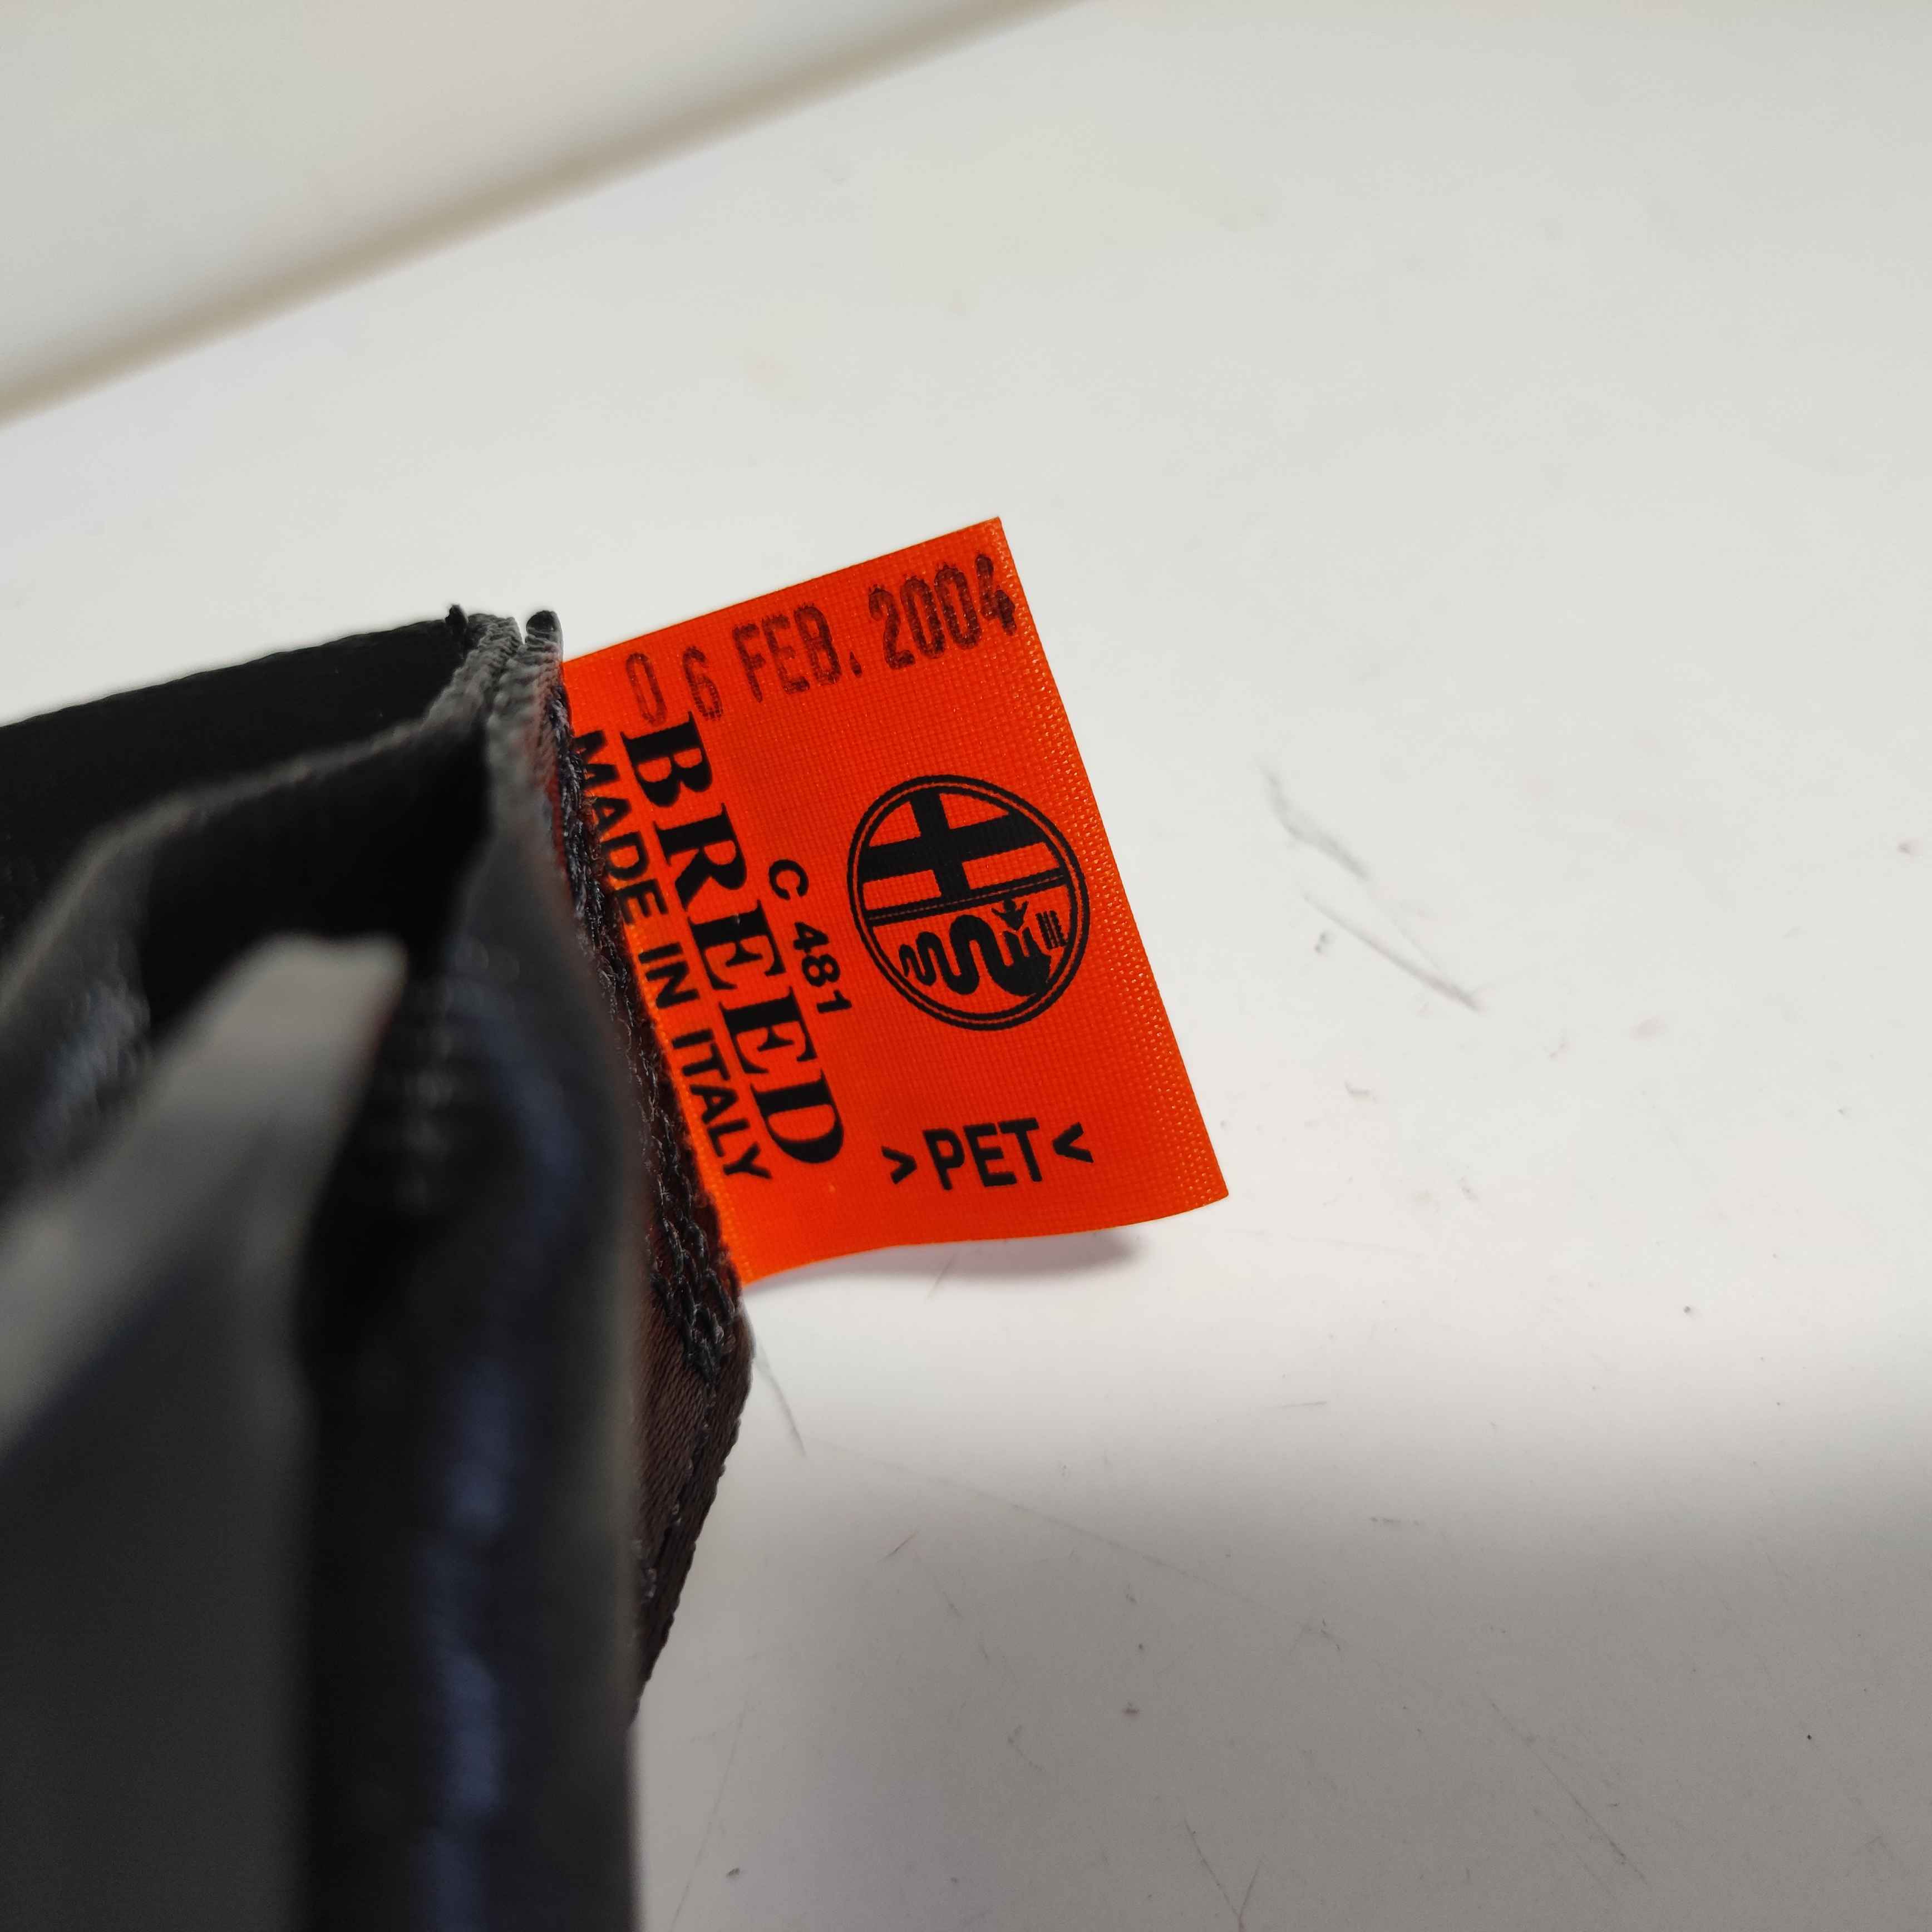 0 6 FEB. 2004
C 481
BREED
MADE IN ITALY
>PET<